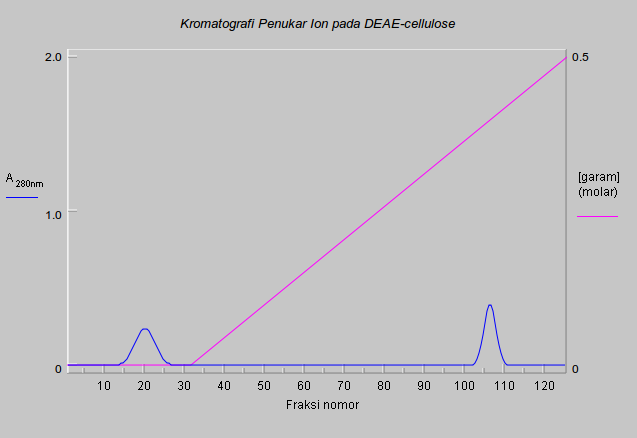 Kromatografi Penukar Ion pada DEAE-cellulose
2.0
0.5
A 280nm
[garam]
(molar)
1.0
0
0
10 20 30 40 50 60 70 80 90 100 110 120
Fraksi nomor